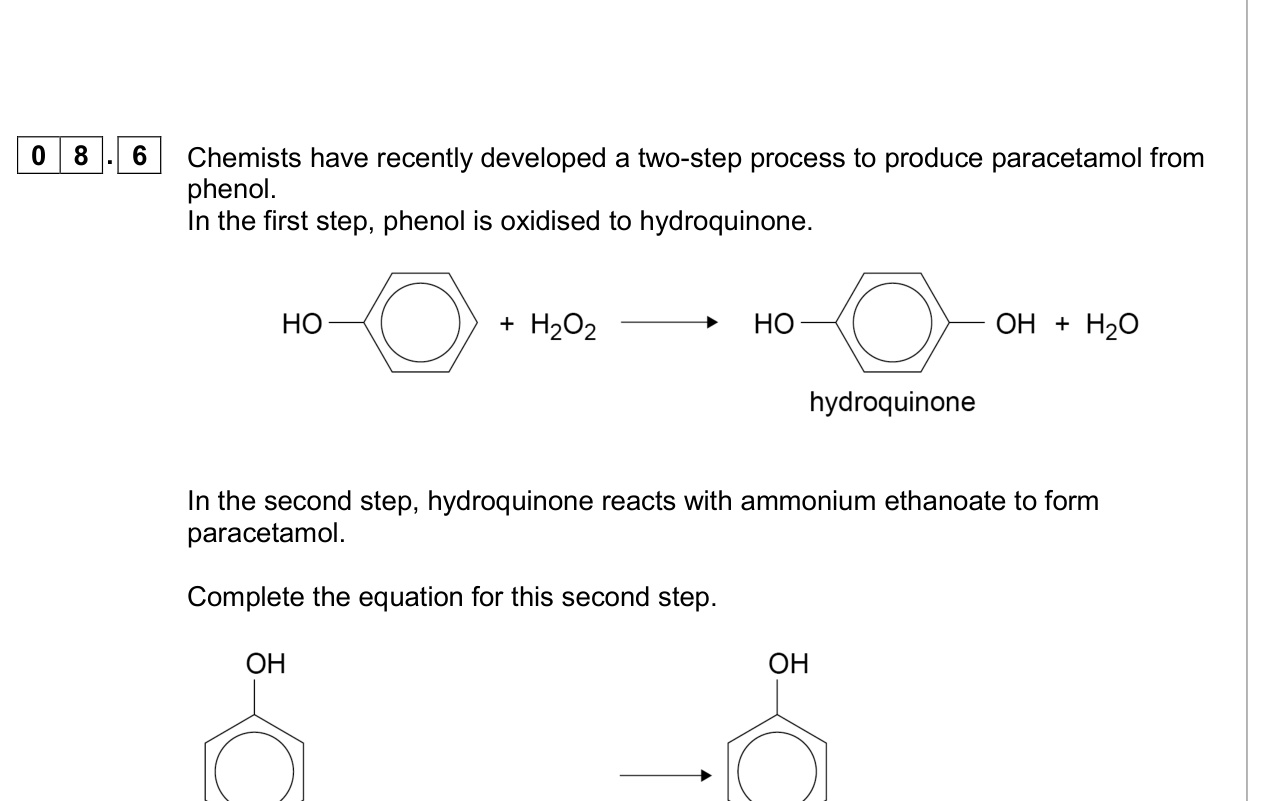 08.6 Chemists have recently developed a two-step process to produce paracetamol from
phenol.
In the first step, phenol is oxidised to hydroquinone.
HO + H₂O₂ HO OH + H₂O
hydroquinone
In the second step, hydroquinone reacts with ammonium ethanoate to form
paracetamol.
Complete the equation for this second step.
OH OH